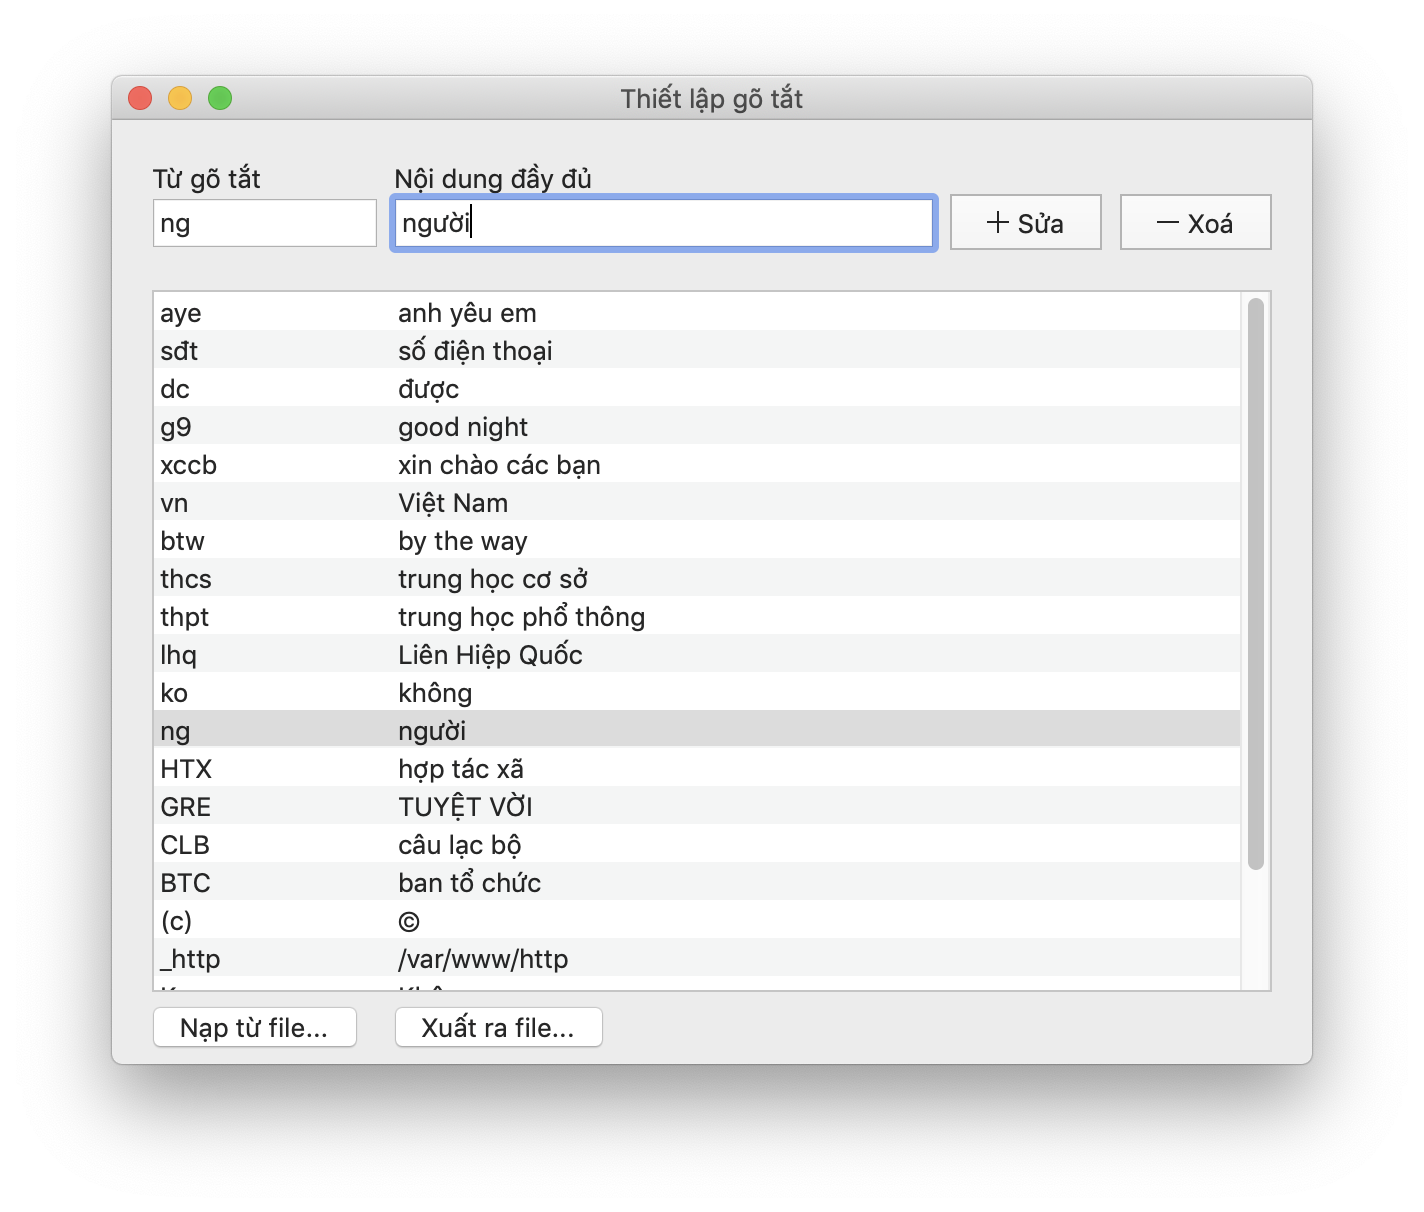 Thiết lập gõ tắt
Từ gõ tắt Nội dung đầy đủ
ng người + Sửa — Xoá
aye anh yêu em
sđt số điện thoại
dc được
g9 good night
xccb xin chào các bạn
vn Việt Nam
btw by the way
thcs trung học cơ sở
thpt trung học phổ thông
lhq Liên Hiệp Quốc
ko không
ng người
HTX hợp tác xã
GRE TUYỆT VỜI
CLB câu lạc bộ
BTC ban tổ chức
(c) ©
_http /var/www/http
Nạp từ file... Xuất ra file...